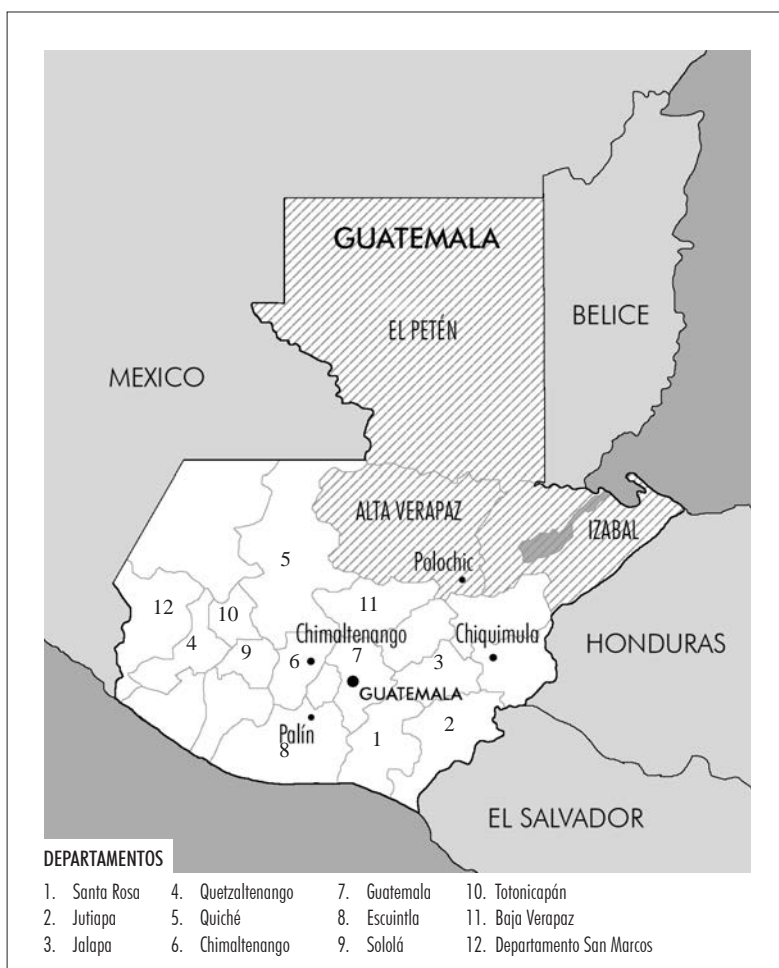 GUATEMALA
EL PETÉN
BELICE
MEXICO
ALTA VERAPAZ
IZABAL
Polochic
5
12
10
11
4
9
Chimaltenango
6
7
Chiquimula
3
HONDURAS
GUATEMALA
Palín
8
1
2
EL SALVADOR
DEPARTAMENTOS
1. Santa Rosa
2. Jutiapa
3. Jalapa
4. Quetzaltenango
5. Quiché
6. Chimaltenango
7. Guatemala
8. Escuintla
9. Sololá
10. Totonicapán
11. Baja Verapaz
12. Departamento San Marcos